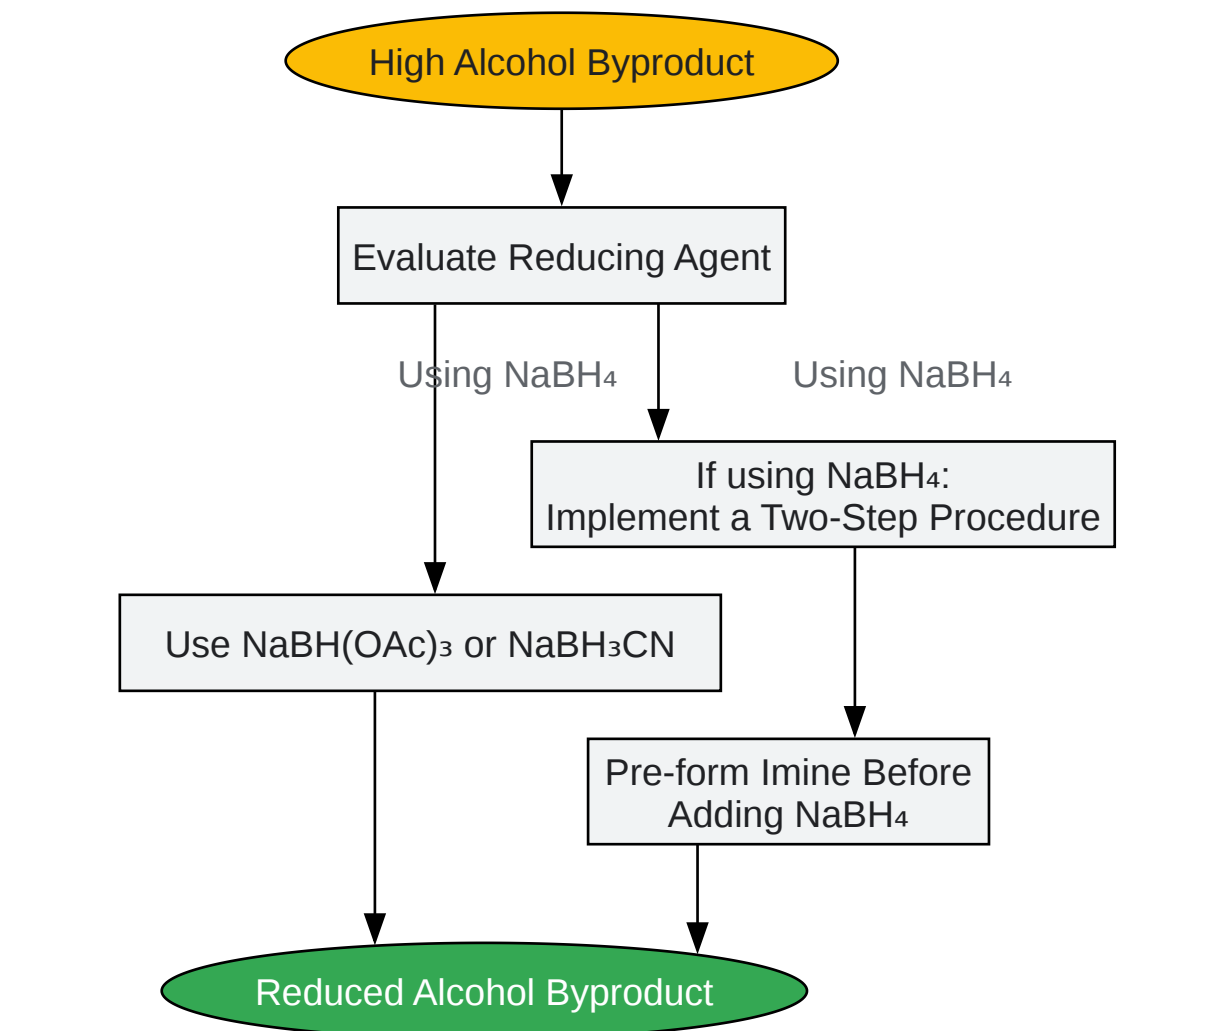 High Alcohol Byproduct
Evaluate Reducing Agent
Using NaBH₄
Using NaBH₄
If using NaBH₄:
Implement a Two-Step Procedure
Use NaBH(OAc)₃ or NaBH₃CN
Pre-form Imine Before
Adding NaBH₄
Reduced Alcohol Byproduct